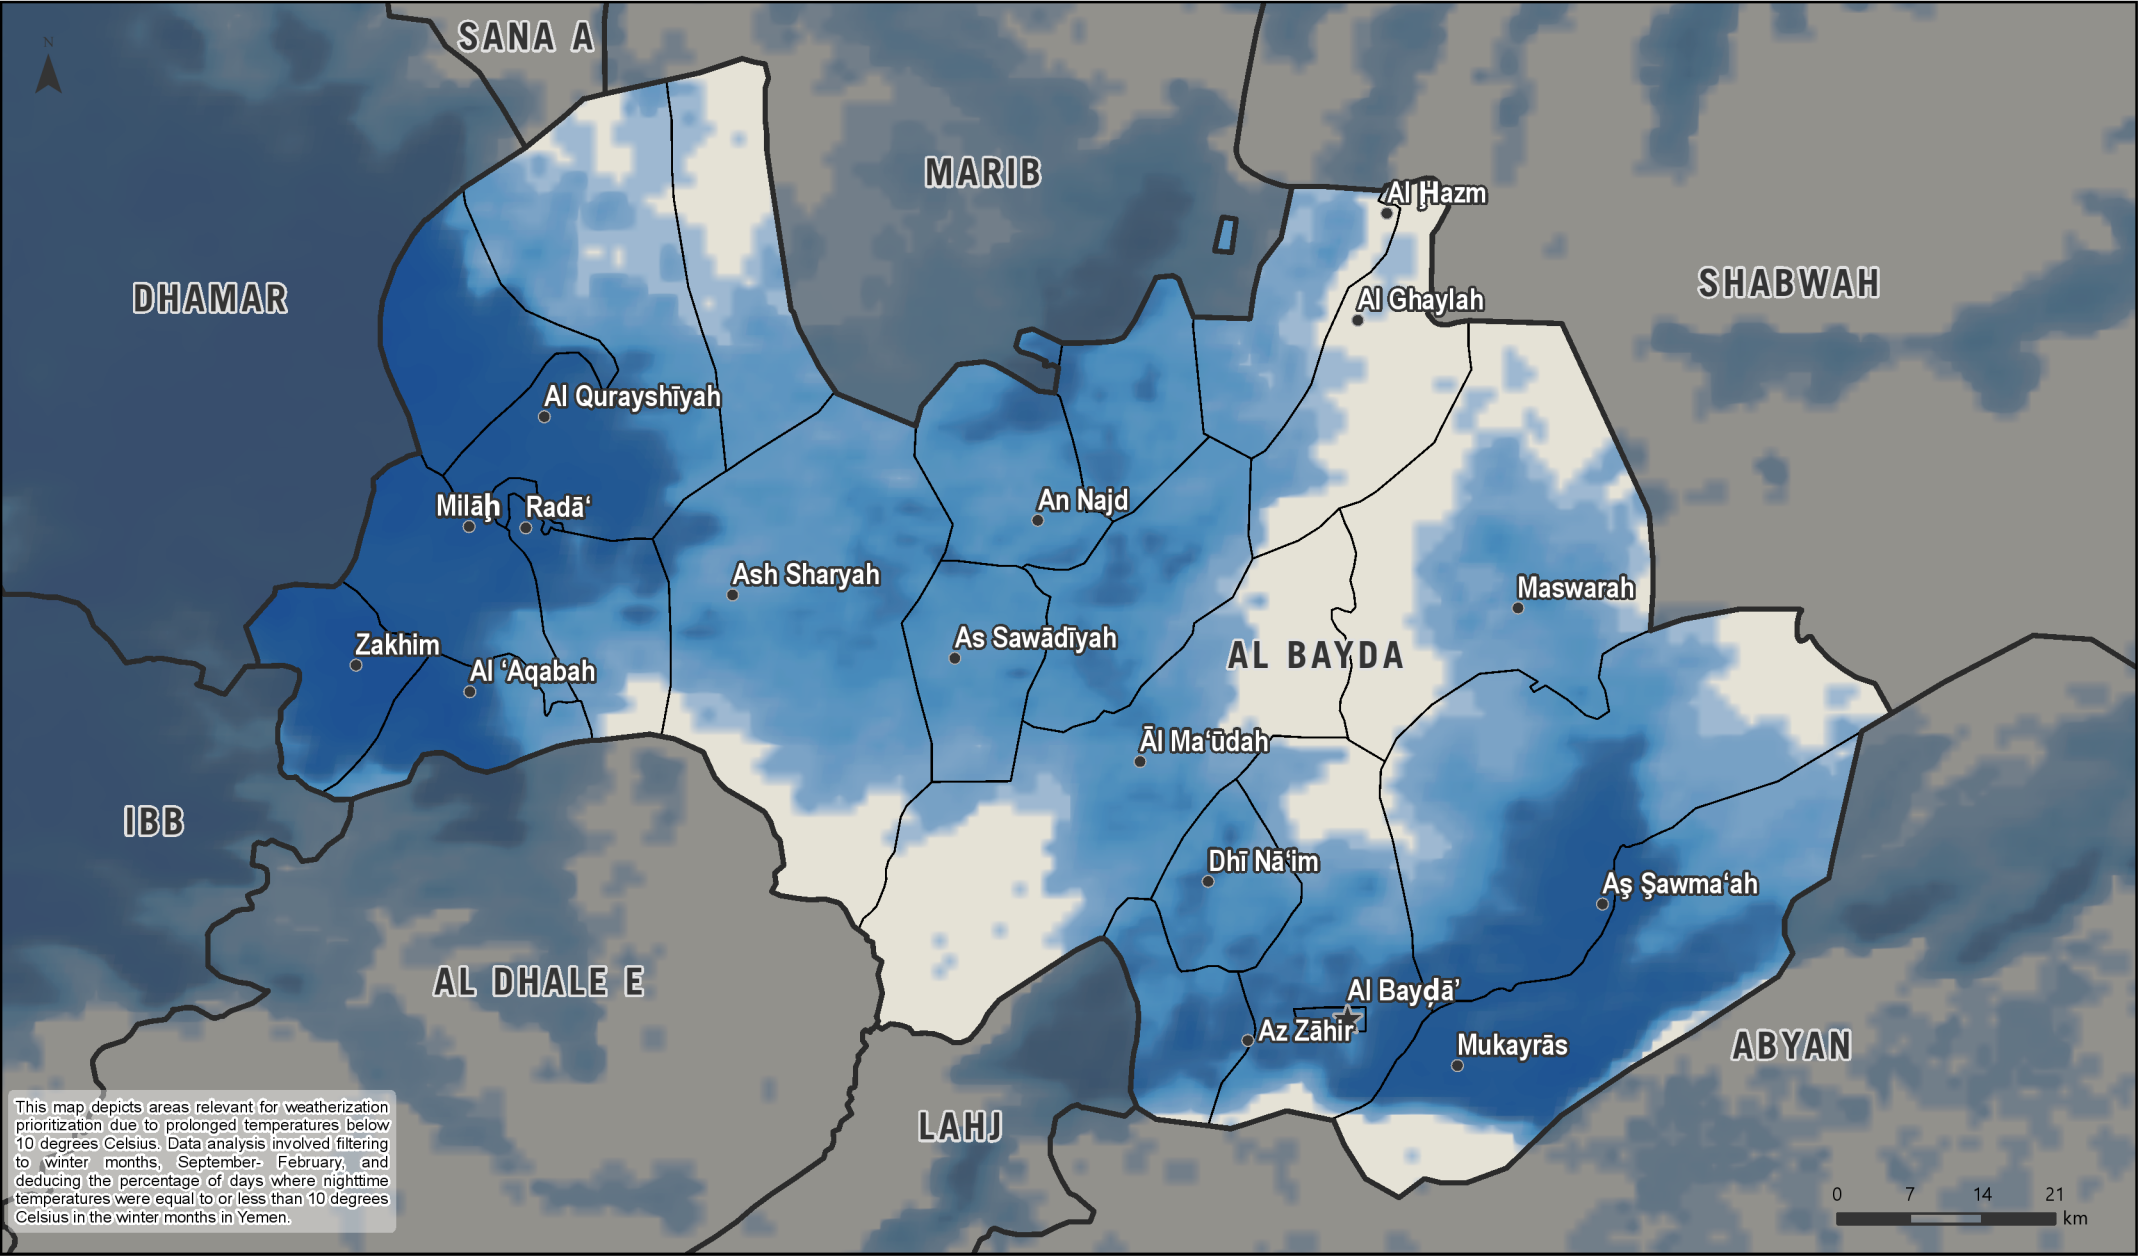 N
SANA A
MARIB
Al Ḩazm
DHAMAR
SHABWAH
Al Ghaylah
Al Qurayshīyah
Milāḩ
Radā‘
An Najd
Ash Sharyah
Maswarah
Zakhim
As Sawādīyah
AL BAYDA
Al ‘Aqabah
Āl Ma‘ūdah
IBB
Dhī Nā‘im
Aş Şawma‘ah
AL DHALE E
Al Bayḍā’
Az Zāhir
Mukayrās
ABYAN
LAHJ
This map depicts areas relevant for weatherization
prioritization due to prolonged temperatures below
10 degrees Celsius. Data analysis involved filtering
to winter months, September- February, and
deducing the percentage of days where nighttime
temperatures were equal to or less than 10 degrees
Celsius in the winter months in Yemen.
0 7 14 21
km